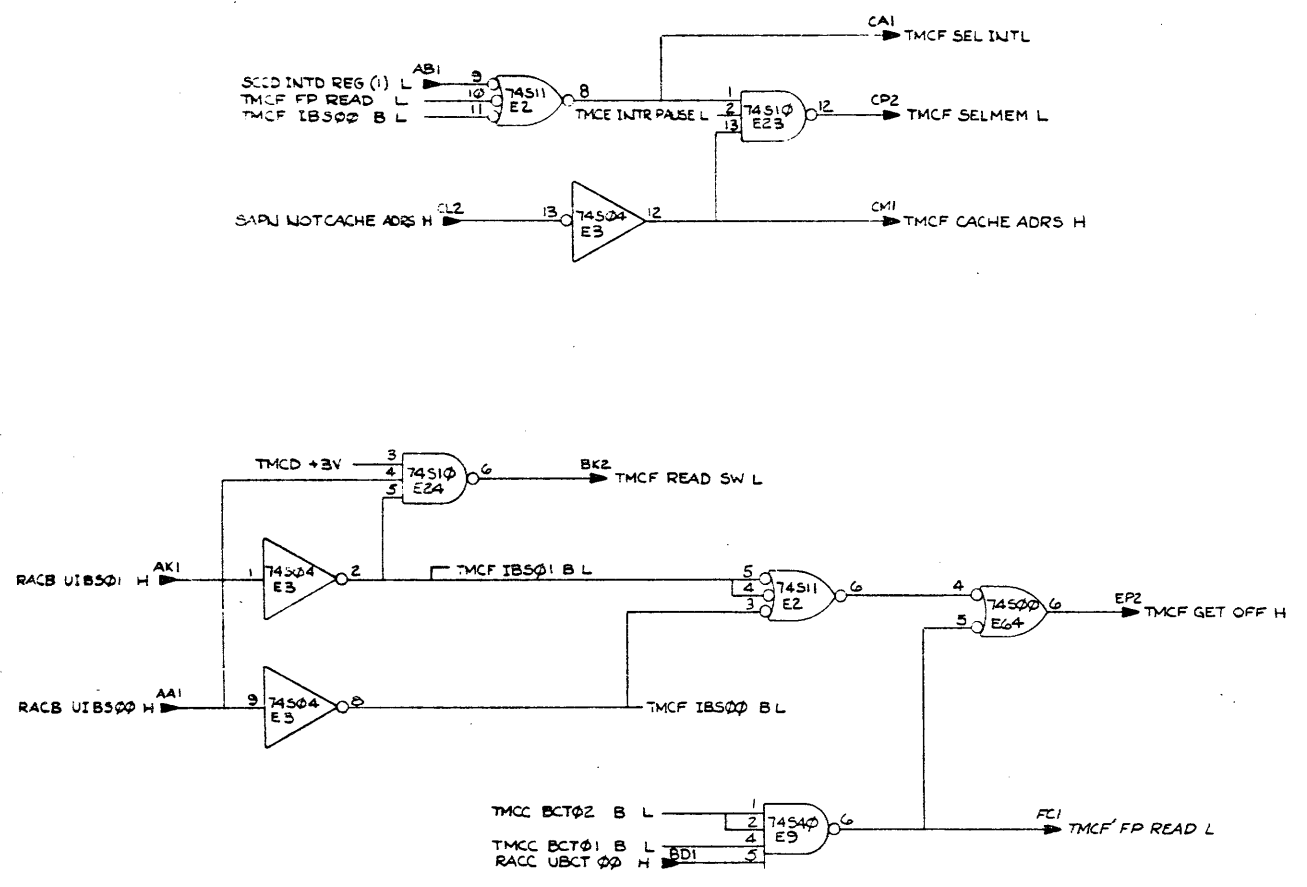 CA1
TMCF SEL INTL
AB1
INTD REG (1) L 9
TMCF FP READ L 10
TMCF IBS00 B L 11
74S11
E2
8
TMCE INTR PAUSE L
1
2
13
74S10
E23
12
CP2
TMCF SELMEM L
SAPN NOTCACHE ADRS H CL2
13
74S04
E3
12
CM1
TMCF CACHE ADRS H
TMCD +3V
3
4
5
74S10
E24
6
BK2
TMCF READ SW L
RACB UIBS01 H AK1
1
74S04
E3
2
TMCF IBS01 B L
5
4
3
74S11
E2
6
4
5
74S00
E64
6
EP2
TMCF GET OFF H
RACB UIBS00 H AA1
9
74S04
E3
8
TMCF IBS00 B L
TMCC BCT02 B L
1
2
TMCC BCT01 B L
4
RACC UBCT 00 H BD1
5
74S40
E9
6
FC1
TMCF FP READ L